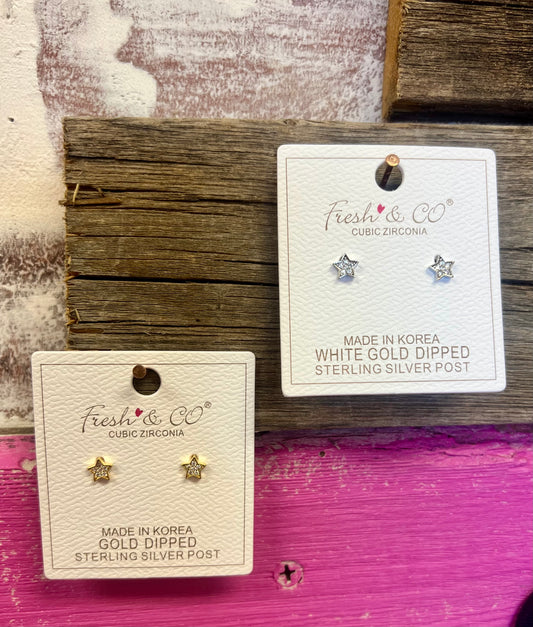 Fresh & CO®
CUBIC ZIRCONIA
MADE IN KOREA
WHITE GOLD DIPPED
STERLING SILVER POST
Fresh & CO®
CUBIC ZIRCONIA
MADE IN KOREA
GOLD DIPPED
STERLING SILVER POST